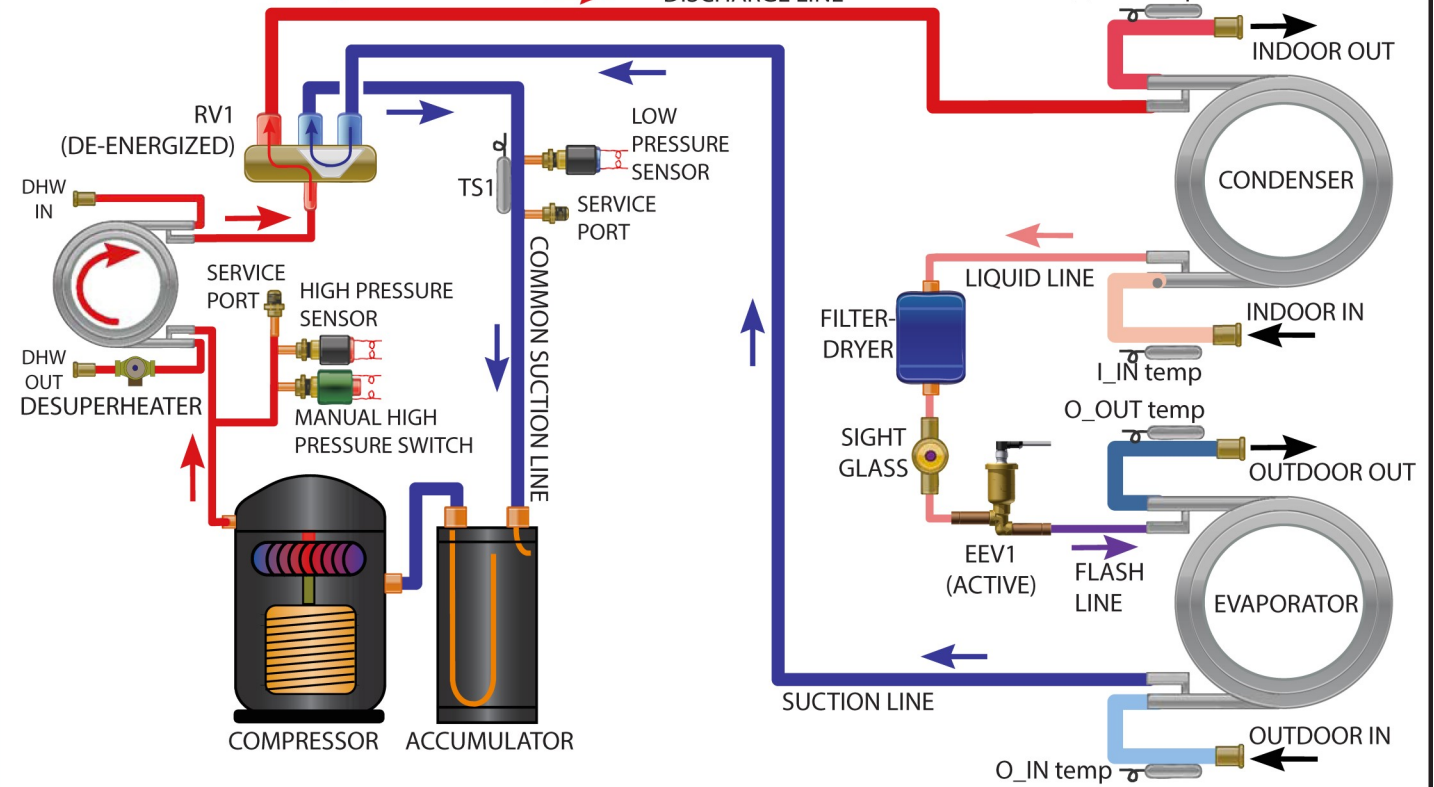 DISCHARGE LINE
INDOOR OUT
RV1
(DE-ENERGIZED)
LOW
PRESSURE
SENSOR
TS1
SERVICE
PORT
CONDENSER
DHW
IN
SERVICE
PORT
HIGH PRESSURE
SENSOR
COMMON SUCTION LINE
LIQUID LINE
INDOOR IN
FILTER-
DRYER
DHW
OUT
DESUPERHEATER
I_IN temp
O_OUT temp
MANUAL HIGH
PRESSURE SWITCH
SIGHT
GLASS
OUTDOOR OUT
EEV1
(ACTIVE)
FLASH
LINE
EVAPORATOR
SUCTION LINE
COMPRESSOR
ACCUMULATOR
OUTDOOR IN
O_IN temp